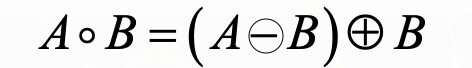 A ∘ B = (A ⊖ B) ⊕ B